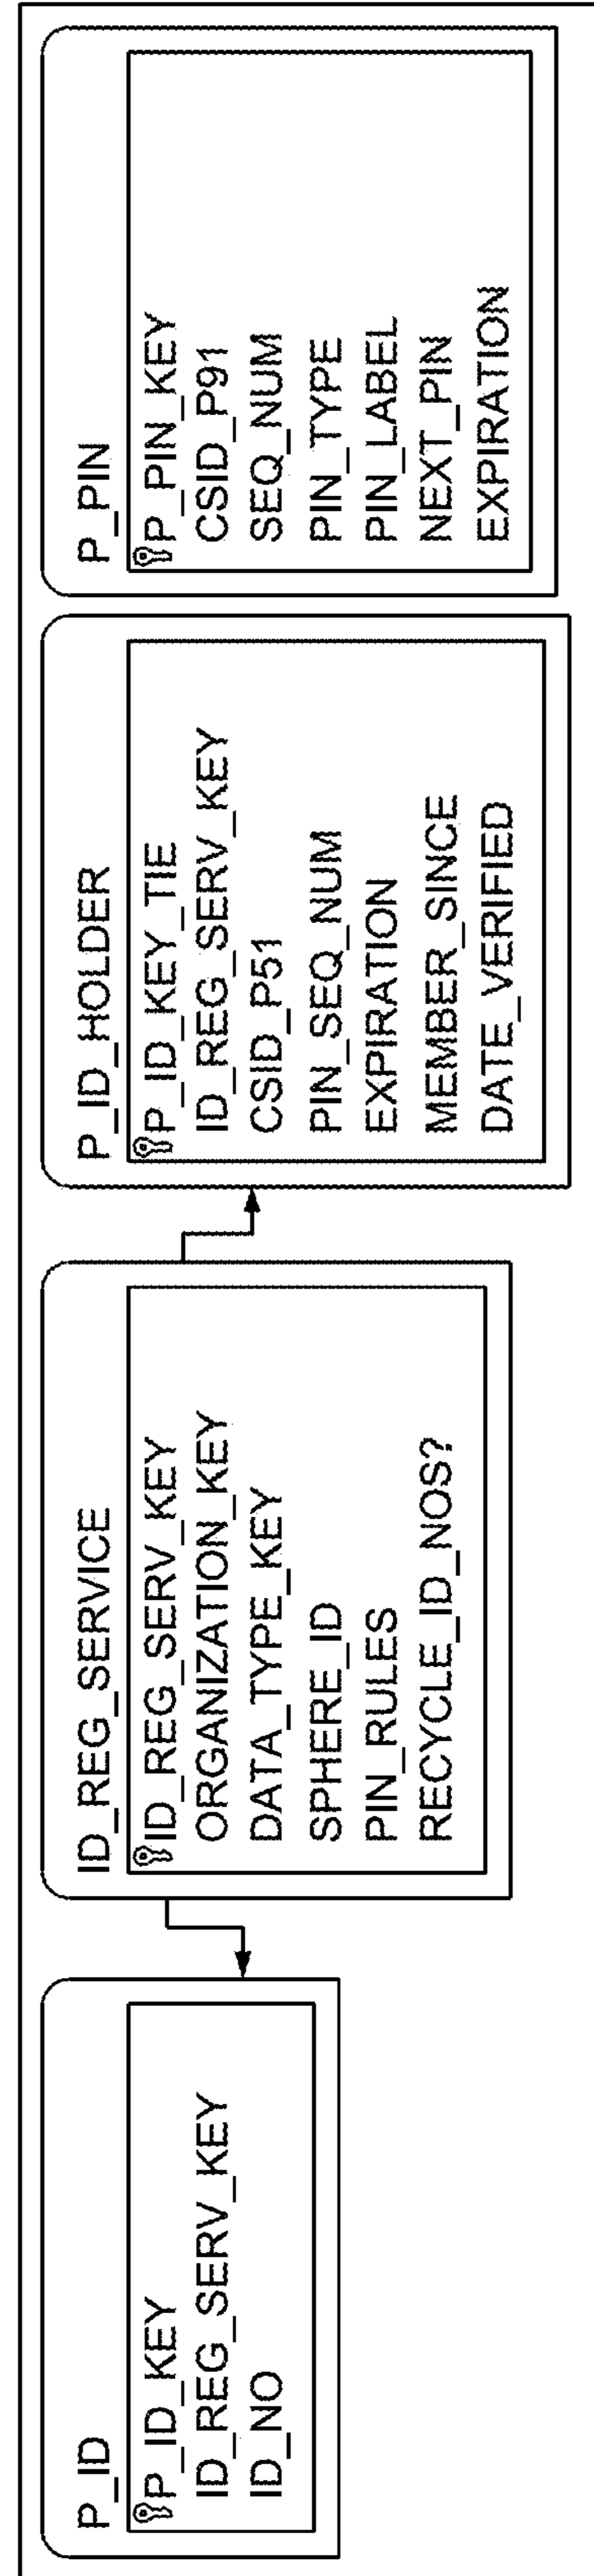 P_ID
P_ID_KEY
ID_REG_SERV_KEY
ID_NO
ID_REG_SERVICE
ID_REG_SERV_KEY
ORGANIZATION_KEY
DATA_TYPE_KEY
SPHERE_ID
PIN_RULES
RECYCLE_ID_NOS?
P_ID_HOLDER
P_ID_KEY_TIE
ID_REG_SERV_KEY
CSID_P51
PIN_SEQ_NUM
EXPIRATION
MEMBER_SINCE
DATE_VERIFIED
P_PIN
P_PIN_KEY
CSID_P91
SEQ_NUM
PIN_TYPE
PIN_LABEL
NEXT_PIN
EXPIRATION